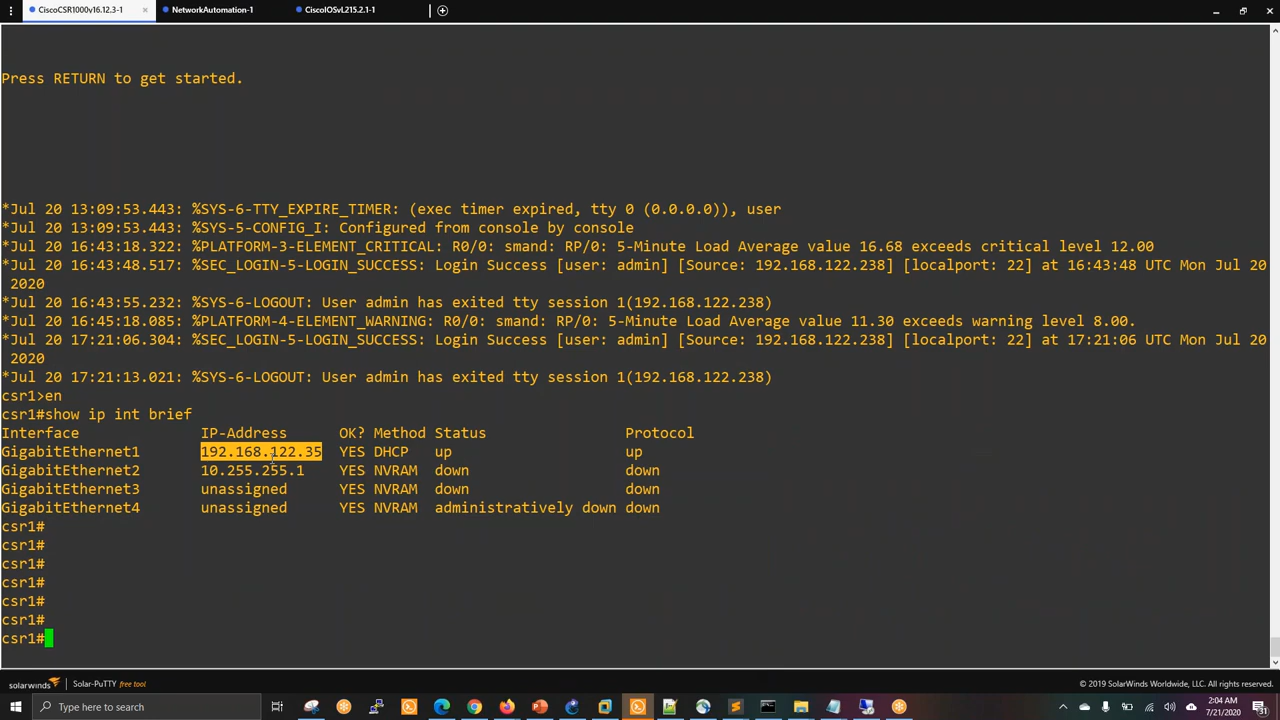 CiscoCSR1000v16.12.3-1
NetworkAutomation-1
CiscoIOSvL215.2.1-1
Press RETURN to get started.
*Jul 20 13:09:53.443: %SYS-6-TTY_EXPIRE_TIMER: (exec timer expired, tty 0 (0.0.0.0)), user
*Jul 20 13:09:53.443: %SYS-5-CONFIG_I: Configured from console by console
*Jul 20 16:43:18.322: %PLATFORM-3-ELEMENT_CRITICAL: R0/0: smand: RP/0: 5-Minute Load Average value 16.68 exceeds critical level 12.00
*Jul 20 16:43:48.517: %SEC_LOGIN-5-LOGIN_SUCCESS: Login Success [user: admin] [Source: 192.168.122.238] [localport: 22] at 16:43:48 UTC Mon Jul 20
2020
*Jul 20 16:43:55.232: %SYS-6-LOGOUT: User admin has exited tty session 1(192.168.122.238)
*Jul 20 16:45:18.085: %PLATFORM-4-ELEMENT_WARNING: R0/0: smand: RP/0: 5-Minute Load Average value 11.30 exceeds warning level 8.00.
*Jul 20 17:21:06.304: %SEC_LOGIN-5-LOGIN_SUCCESS: Login Success [user: admin] [Source: 192.168.122.238] [localport: 22] at 17:21:06 UTC Mon Jul 20
2020
*Jul 20 17:21:13.021: %SYS-6-LOGOUT: User admin has exited tty session 1(192.168.122.238)
csr1>en
csr1#show ip int brief
Interface IP-Address OK? Method Status Protocol
GigabitEthernet1 192.168.122.35 YES DHCP up up
GigabitEthernet2 10.255.255.1 YES NVRAM down down
GigabitEthernet3 unassigned YES NVRAM down down
GigabitEthernet4 unassigned YES NVRAM administratively down down
csr1#
csr1#
csr1#
csr1#
csr1#
csr1#
csr1#
solarwinds Solar-PuTTY free tool © 2019 SolarWinds Worldwide, LLC. All rights reserved.
Type here to search
2:04 AM
7/21/2020
31